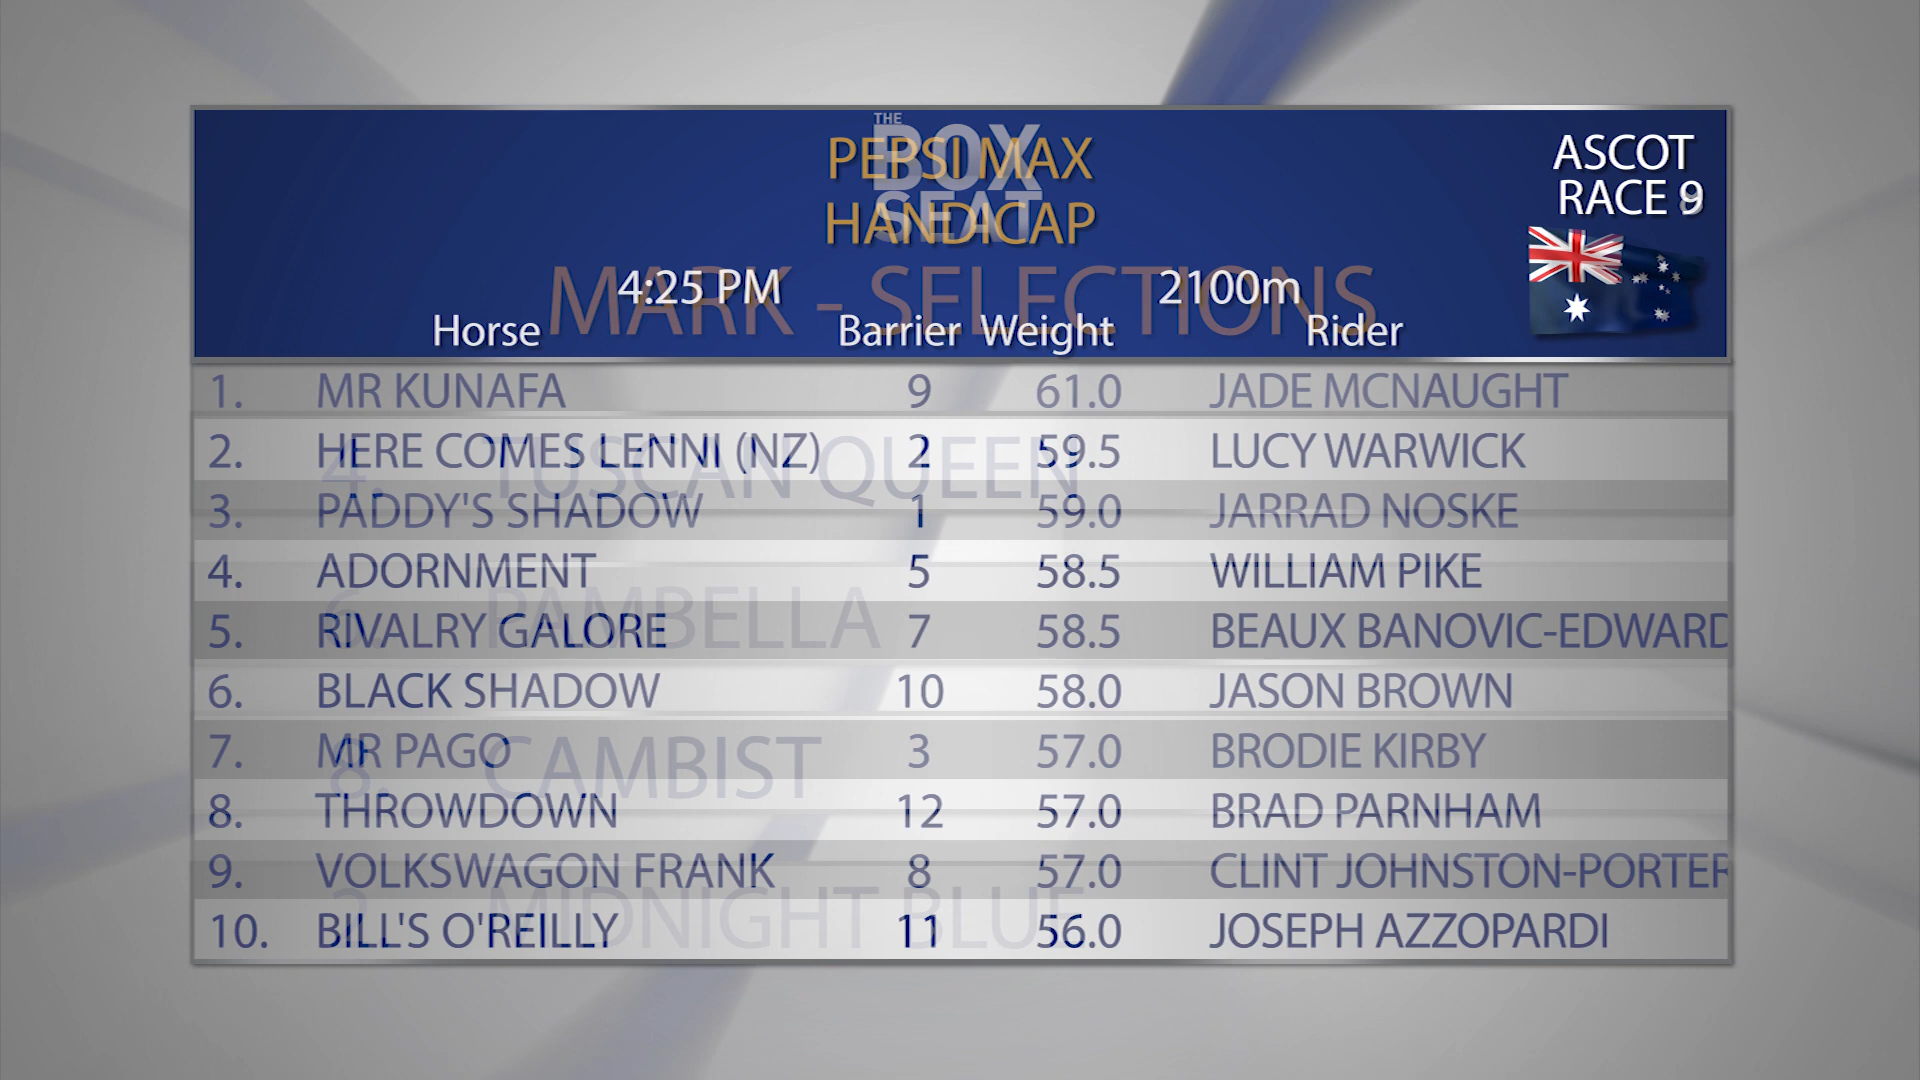 THE
BOX
SEAT
PEPSI MAX
HANDICAP
ASCOT
RACE 9
MARK - SELECTIONS
4:25 PM 2100m
Horse Barrier Weight Rider
1. MR KUNAFA 9 61.0 JADE MCNAUGHT
2. HERE COMES LENNI (NZ) 2 59.5 LUCY WARWICK
4. TUSCAN QUEEN
3. PADDY'S SHADOW 1 59.0 JARRAD NOSKE
4. ADORNMENT 5 58.5 WILLIAM PIKE
6. PAMBELLA
5. RIVALRY GALORE 7 58.5 BEAUX BANOVIC-EDWARD
6. BLACK SHADOW 10 58.0 JASON BROWN
7. MR PAGO 3 57.0 BRODIE KIRBY
8. CAMBIST
8. THROWDOWN 12 57.0 BRAD PARNHAM
9. VOLKSWAGON FRANK 8 57.0 CLINT JOHNSTON-PORTER
MIDNIGHT BLUE
10. BILL'S O'REILLY 11 56.0 JOSEPH AZZOPARDI